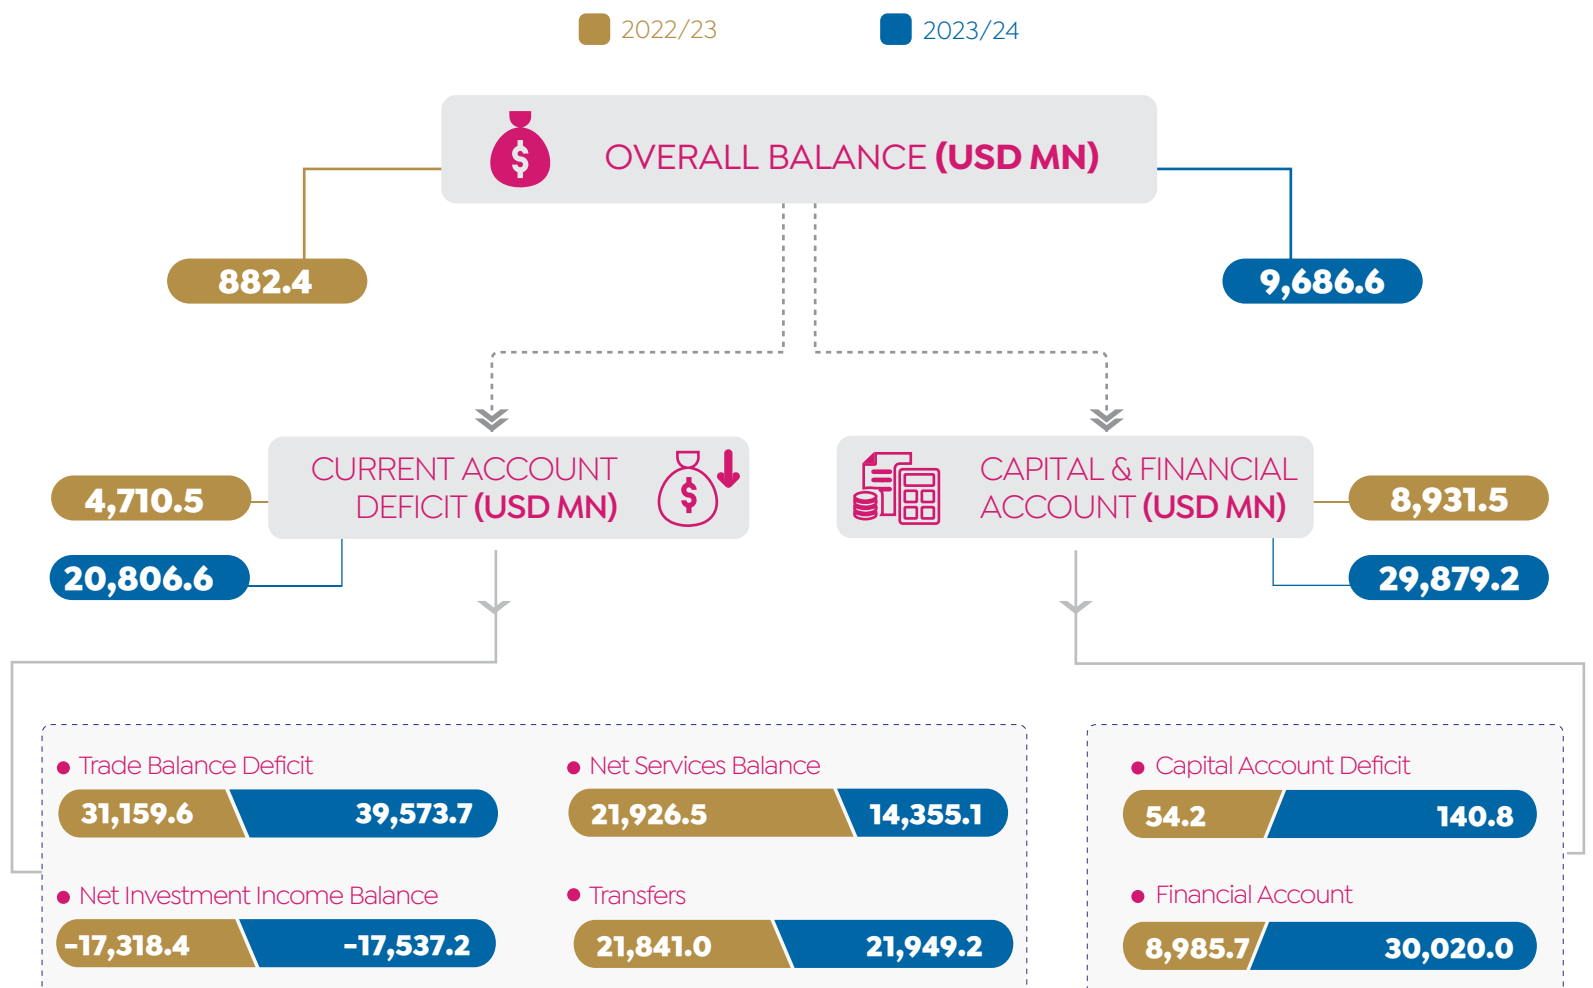 2022/23
2023/24
OVERALL BALANCE (USD MN)
882.4
9,686.6
CURRENT ACCOUNT
DEFICIT (USD MN)
4,710.5
20,806.6
CAPITAL & FINANCIAL
ACCOUNT (USD MN)
8,931.5
29,879.2
Trade Balance Deficit
31,159.6 39,573.7
Net Services Balance
21,926.5 14,355.1
Net Investment Income Balance
-17,318.4 -17,537.2
Transfers
21,841.0 21,949.2
Capital Account Deficit
54.2 140.8
Financial Account
8,985.7 30,020.0